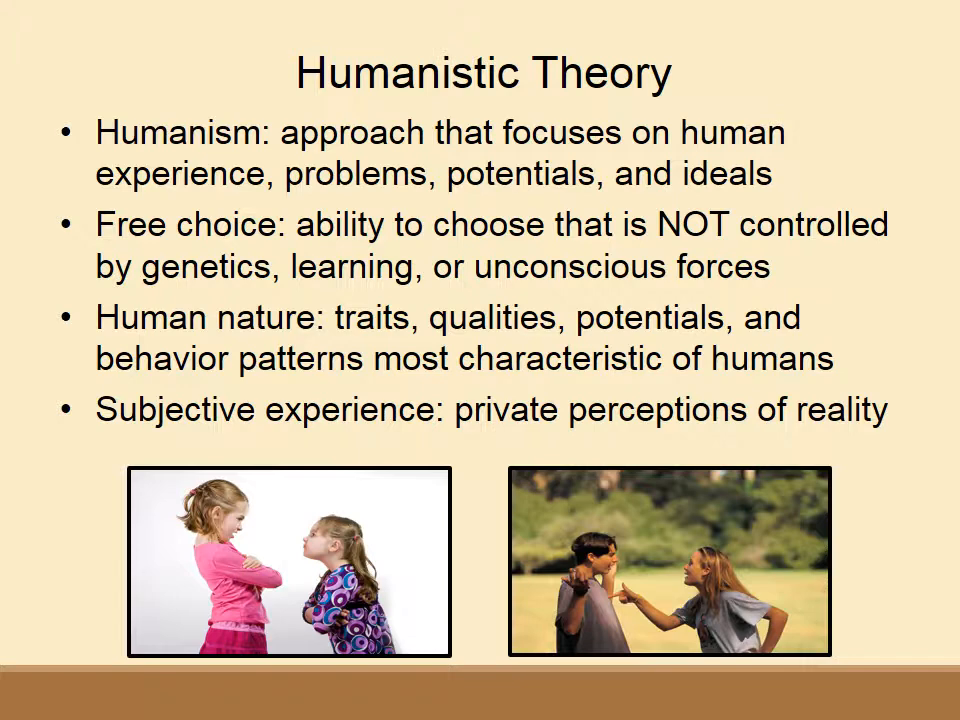 Humanistic Theory
• Humanism: approach that focuses on human
experience, problems, potentials, and ideals
• Free choice: ability to choose that is NOT controlled
by genetics, learning, or unconscious forces
• Human nature: traits, qualities, potentials, and
behavior patterns most characteristic of humans
• Subjective experience: private perceptions of reality